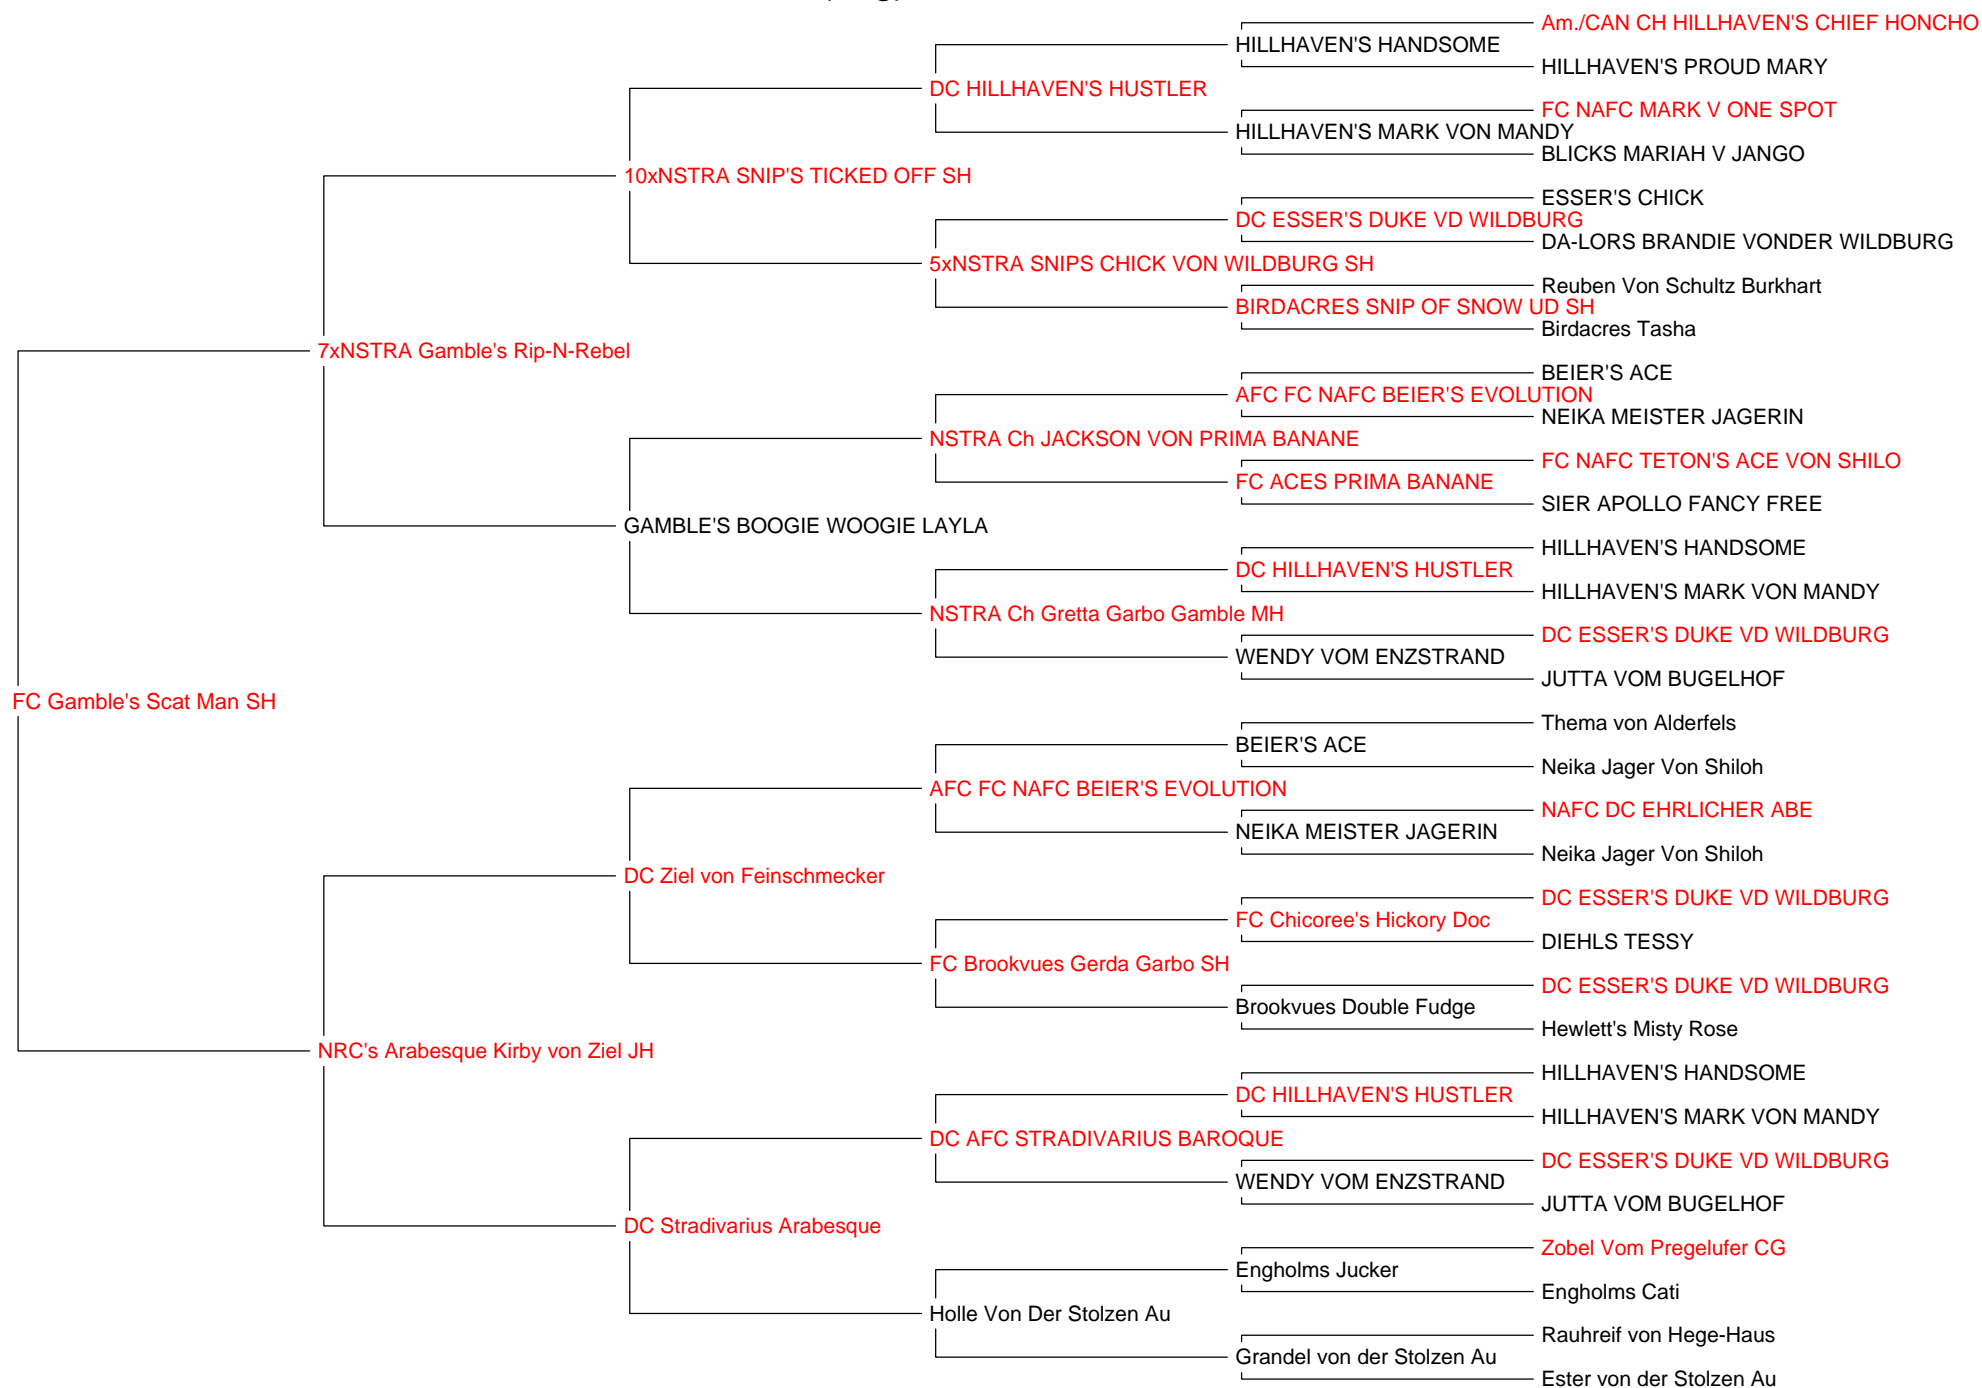 Am./CAN CH HILLHAVEN'S CHIEF HONCHO
HILLHAVEN'S HANDSOME
HILLHAVEN'S PROUD MARY
DC HILLHAVEN'S HUSTLER
FC NAFC MARK V ONE SPOT
HILLHAVEN'S MARK VON MANDY
BLICKS MARIAH V JANGO
10xNSTRA SNIP'S TICKED OFF SH
ESSER'S CHICK
DC ESSER'S DUKE VD WILDBURG
DA-LORS BRANDIE VONDER WILDBURG
5xNSTRA SNIPS CHICK VON WILDBURG SH
Reuben Von Schultz Burkhart
BIRDACRES SNIP OF SNOW UD SH
Birdacres Tasha
7xNSTRA Gamble's Rip-N-Rebel
BEIER'S ACE
AFC FC NAFC BEIER'S EVOLUTION
NEIKA MEISTER JAGERIN
NSTRA Ch JACKSON VON PRIMA BANANE
FC NAFC TETON'S ACE VON SHILO
FC ACES PRIMA BANANE
SIER APOLLO FANCY FREE
GAMBLE'S BOOGIE WOOGIE LAYLA
HILLHAVEN'S HANDSOME
DC HILLHAVEN'S HUSTLER
HILLHAVEN'S MARK VON MANDY
NSTRA Ch Gretta Garbo Gamble MH
DC ESSER'S DUKE VD WILDBURG
WENDY VOM ENZSTRAND
JUTTA VOM BUGELHOF
FC Gamble's Scat Man SH
Thema von Alderfels
BEIER'S ACE
Neika Jager Von Shiloh
AFC FC NAFC BEIER'S EVOLUTION
NAFC DC EHRLICHER ABE
NEIKA MEISTER JAGERIN
Neika Jager Von Shiloh
DC Ziel von Feinschmecker
DC ESSER'S DUKE VD WILDBURG
FC Chicoree's Hickory Doc
DIEHLS TESSY
FC Brookvues Gerda Garbo SH
DC ESSER'S DUKE VD WILDBURG
Brookvues Double Fudge
Hewlett's Misty Rose
NRC's Arabesque Kirby von Ziel JH
HILLHAVEN'S HANDSOME
DC HILLHAVEN'S HUSTLER
HILLHAVEN'S MARK VON MANDY
DC AFC STRADIVARIUS BAROQUE
DC ESSER'S DUKE VD WILDBURG
WENDY VOM ENZSTRAND
JUTTA VOM BUGELHOF
DC Stradivarius Arabesque
Zobel Vom Pregelufer CG
Engholms Jucker
Engholms Cati
Holle Von Der Stolzen Au
Rauhreif von Hege-Haus
Grandel von der Stolzen Au
Ester von der Stolzen Au